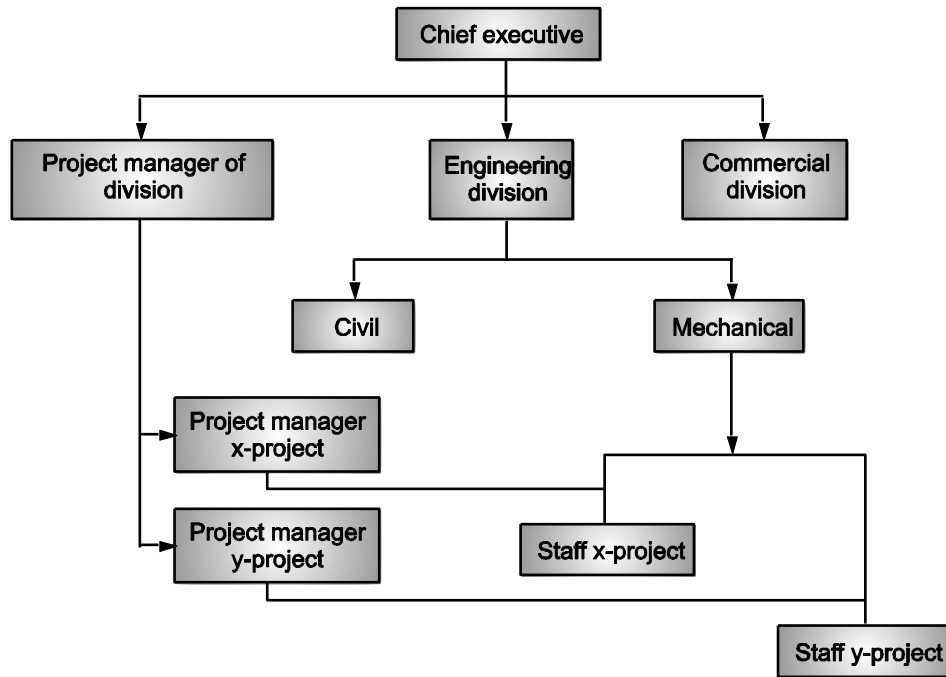 Chief executive
Project manager of
division
Engineering
division
Commercial
division
Civil
Mechanical
Project manager
x-project
Project manager
y-project
Staff x-project
Staff y-project